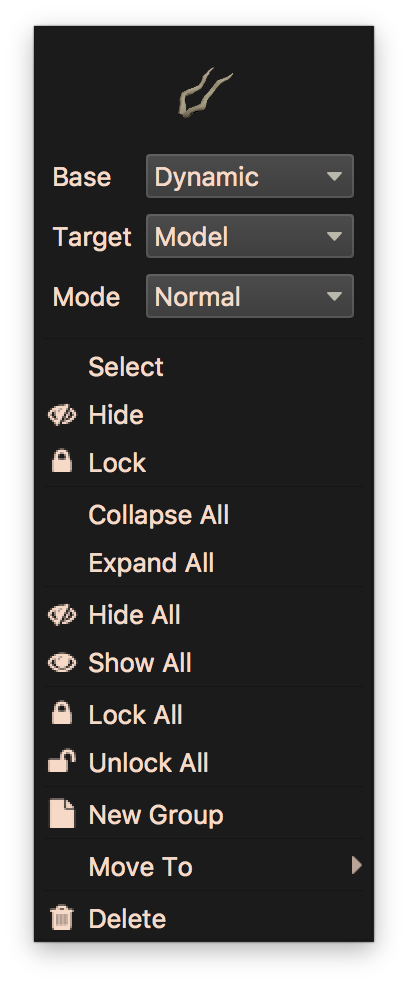 Base Dynamic
Target Model
Mode Normal
Select
Hide
Lock
Collapse All
Expand All
Hide All
Show All
Lock All
Unlock All
New Group
Move To
Delete